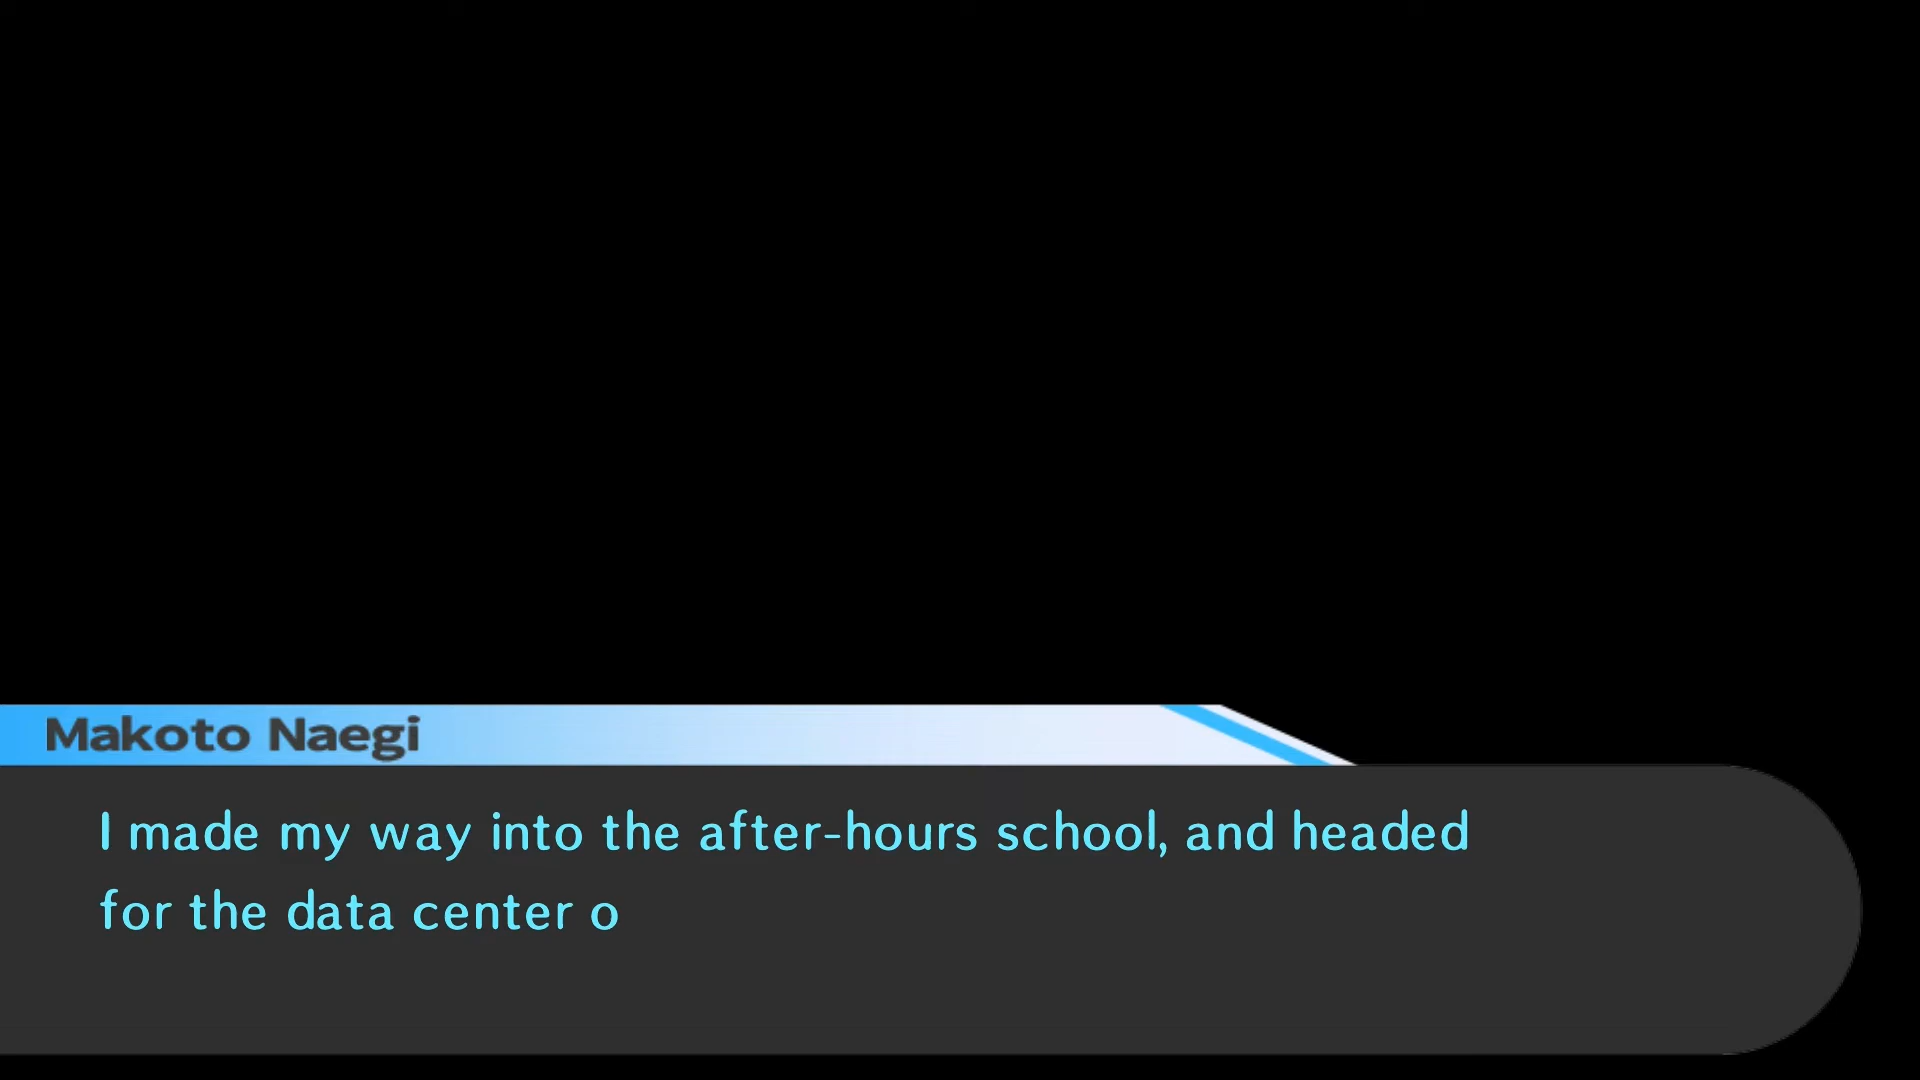 Makoto Naegi
I made my way into the after-hours school, and headed
for the data center o